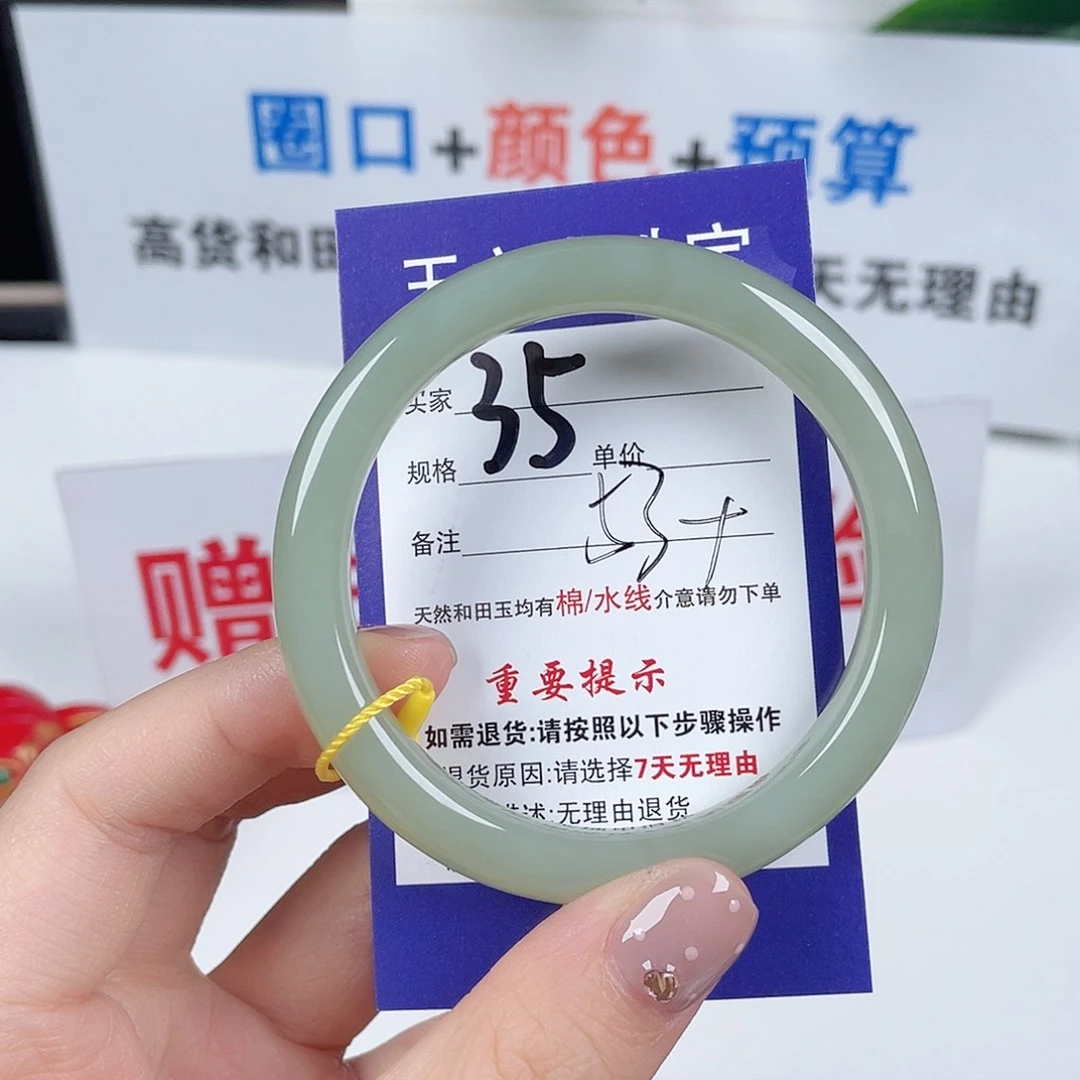 圈口+颜色+预算
高货和田
天无理由
买家 35
规格 单价
备注
天然和田玉均有棉/水线介意请勿下单
赠
重要提示
如需退货:请按照以下步骤操作
退货原因:请选择7天无理由
描述:无理由退货